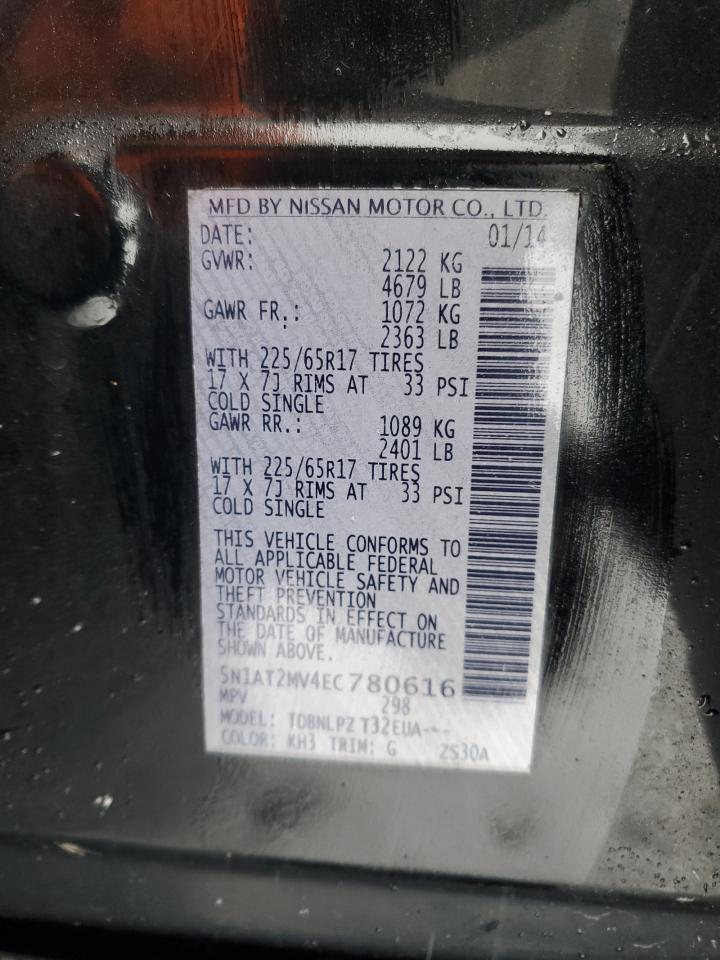 MFD BY NISSAN MOTOR CO., LTD.
DATE: 01/14
GVWR: 2122 KG
4679 LB
GAWR FR.: 1072 KG
2363 LB
WITH 225/65R17 TIRES
17 X 7J RIMS AT 33 PSI
COLD SINGLE
GAWR RR.: 1089 KG
2401 LB
WITH 225/65R17 TIRES
17 X 7J RIMS AT 33 PSI
COLD SINGLE
THIS VEHICLE CONFORMS TO
ALL APPLICABLE FEDERAL
MOTOR VEHICLE SAFETY AND
THEFT PREVENTION
STANDARDS IN EFFECT ON
THE DATE OF MANUFACTURE
SHOWN ABOVE.
5N1AT2MV4EC780616
MPV 298
MODEL: TDBNLPZ T32EUA---
COLOR: KH3 TRIM: G ZS30A